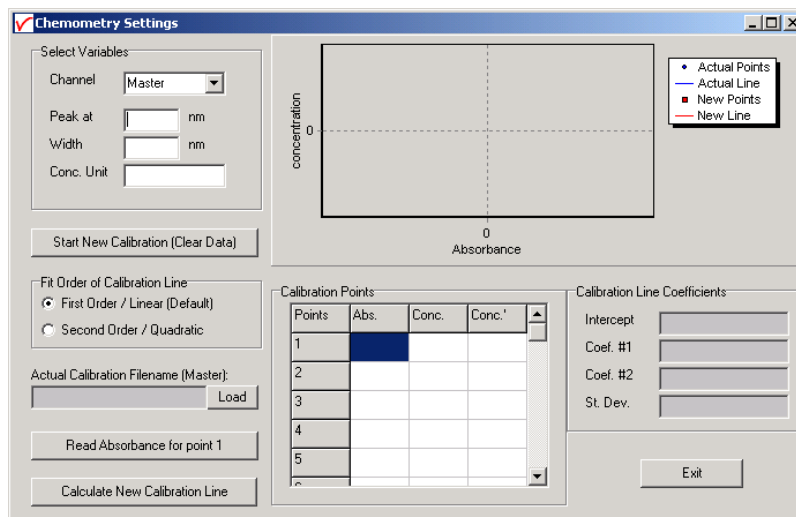 Chemometry Settings
Select Variables
Channel Master
Peak at nm
Width nm
Conc. Unit
Start New Calibration (Clear Data)
Fit Order of Calibration Line
First Order / Linear (Default)
Second Order / Quadratic
Actual Calibration Filename (Master):
Load
Read Absorbance for point 1
Calculate New Calibration Line
concentration
0
0
Absorbance
Actual Points
Actual Line
New Points
New Line
Calibration Points
Points Abs. Conc. Conc.'
1
2
3
4
5
Calibration Line Coefficients
Intercept
Coef. #1
Coef. #2
St. Dev.
Exit